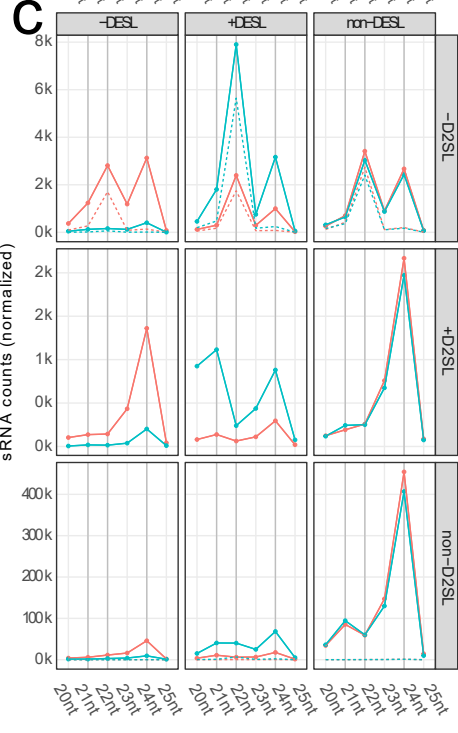 C
−DESL +DESL non−DESL
8k
6k
4k
2k
0k
−D2SL
2k
2k
1k
0k
0k
+D2SL
400k
300k
200k
100k
0k
non−D2SL
sRNA counts (normalized)
20nt 21nt 22nt 23nt 24nt 25nt 20nt 21nt 22nt 23nt 24nt 25nt 20nt 21nt 22nt 23nt 24nt 25nt